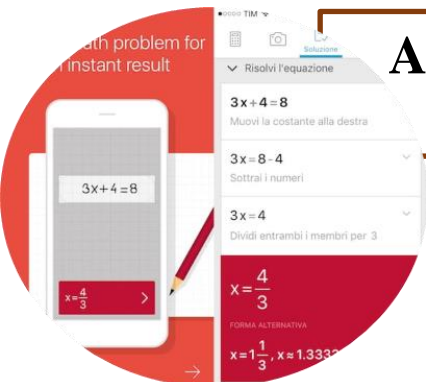 ath problem for
instant result
3x+4=8
x=4/3
TIM
Soluzione
Risolvi l'equazione
3x+4=8
Muovi la costante alla destra
3x=8-4
Sottrai i numeri
3x=4
Dividi entrambi i membri per 3
x=4/3
FORMA ALTERNATIVA
x=1 1/3, x≈1.3333
A